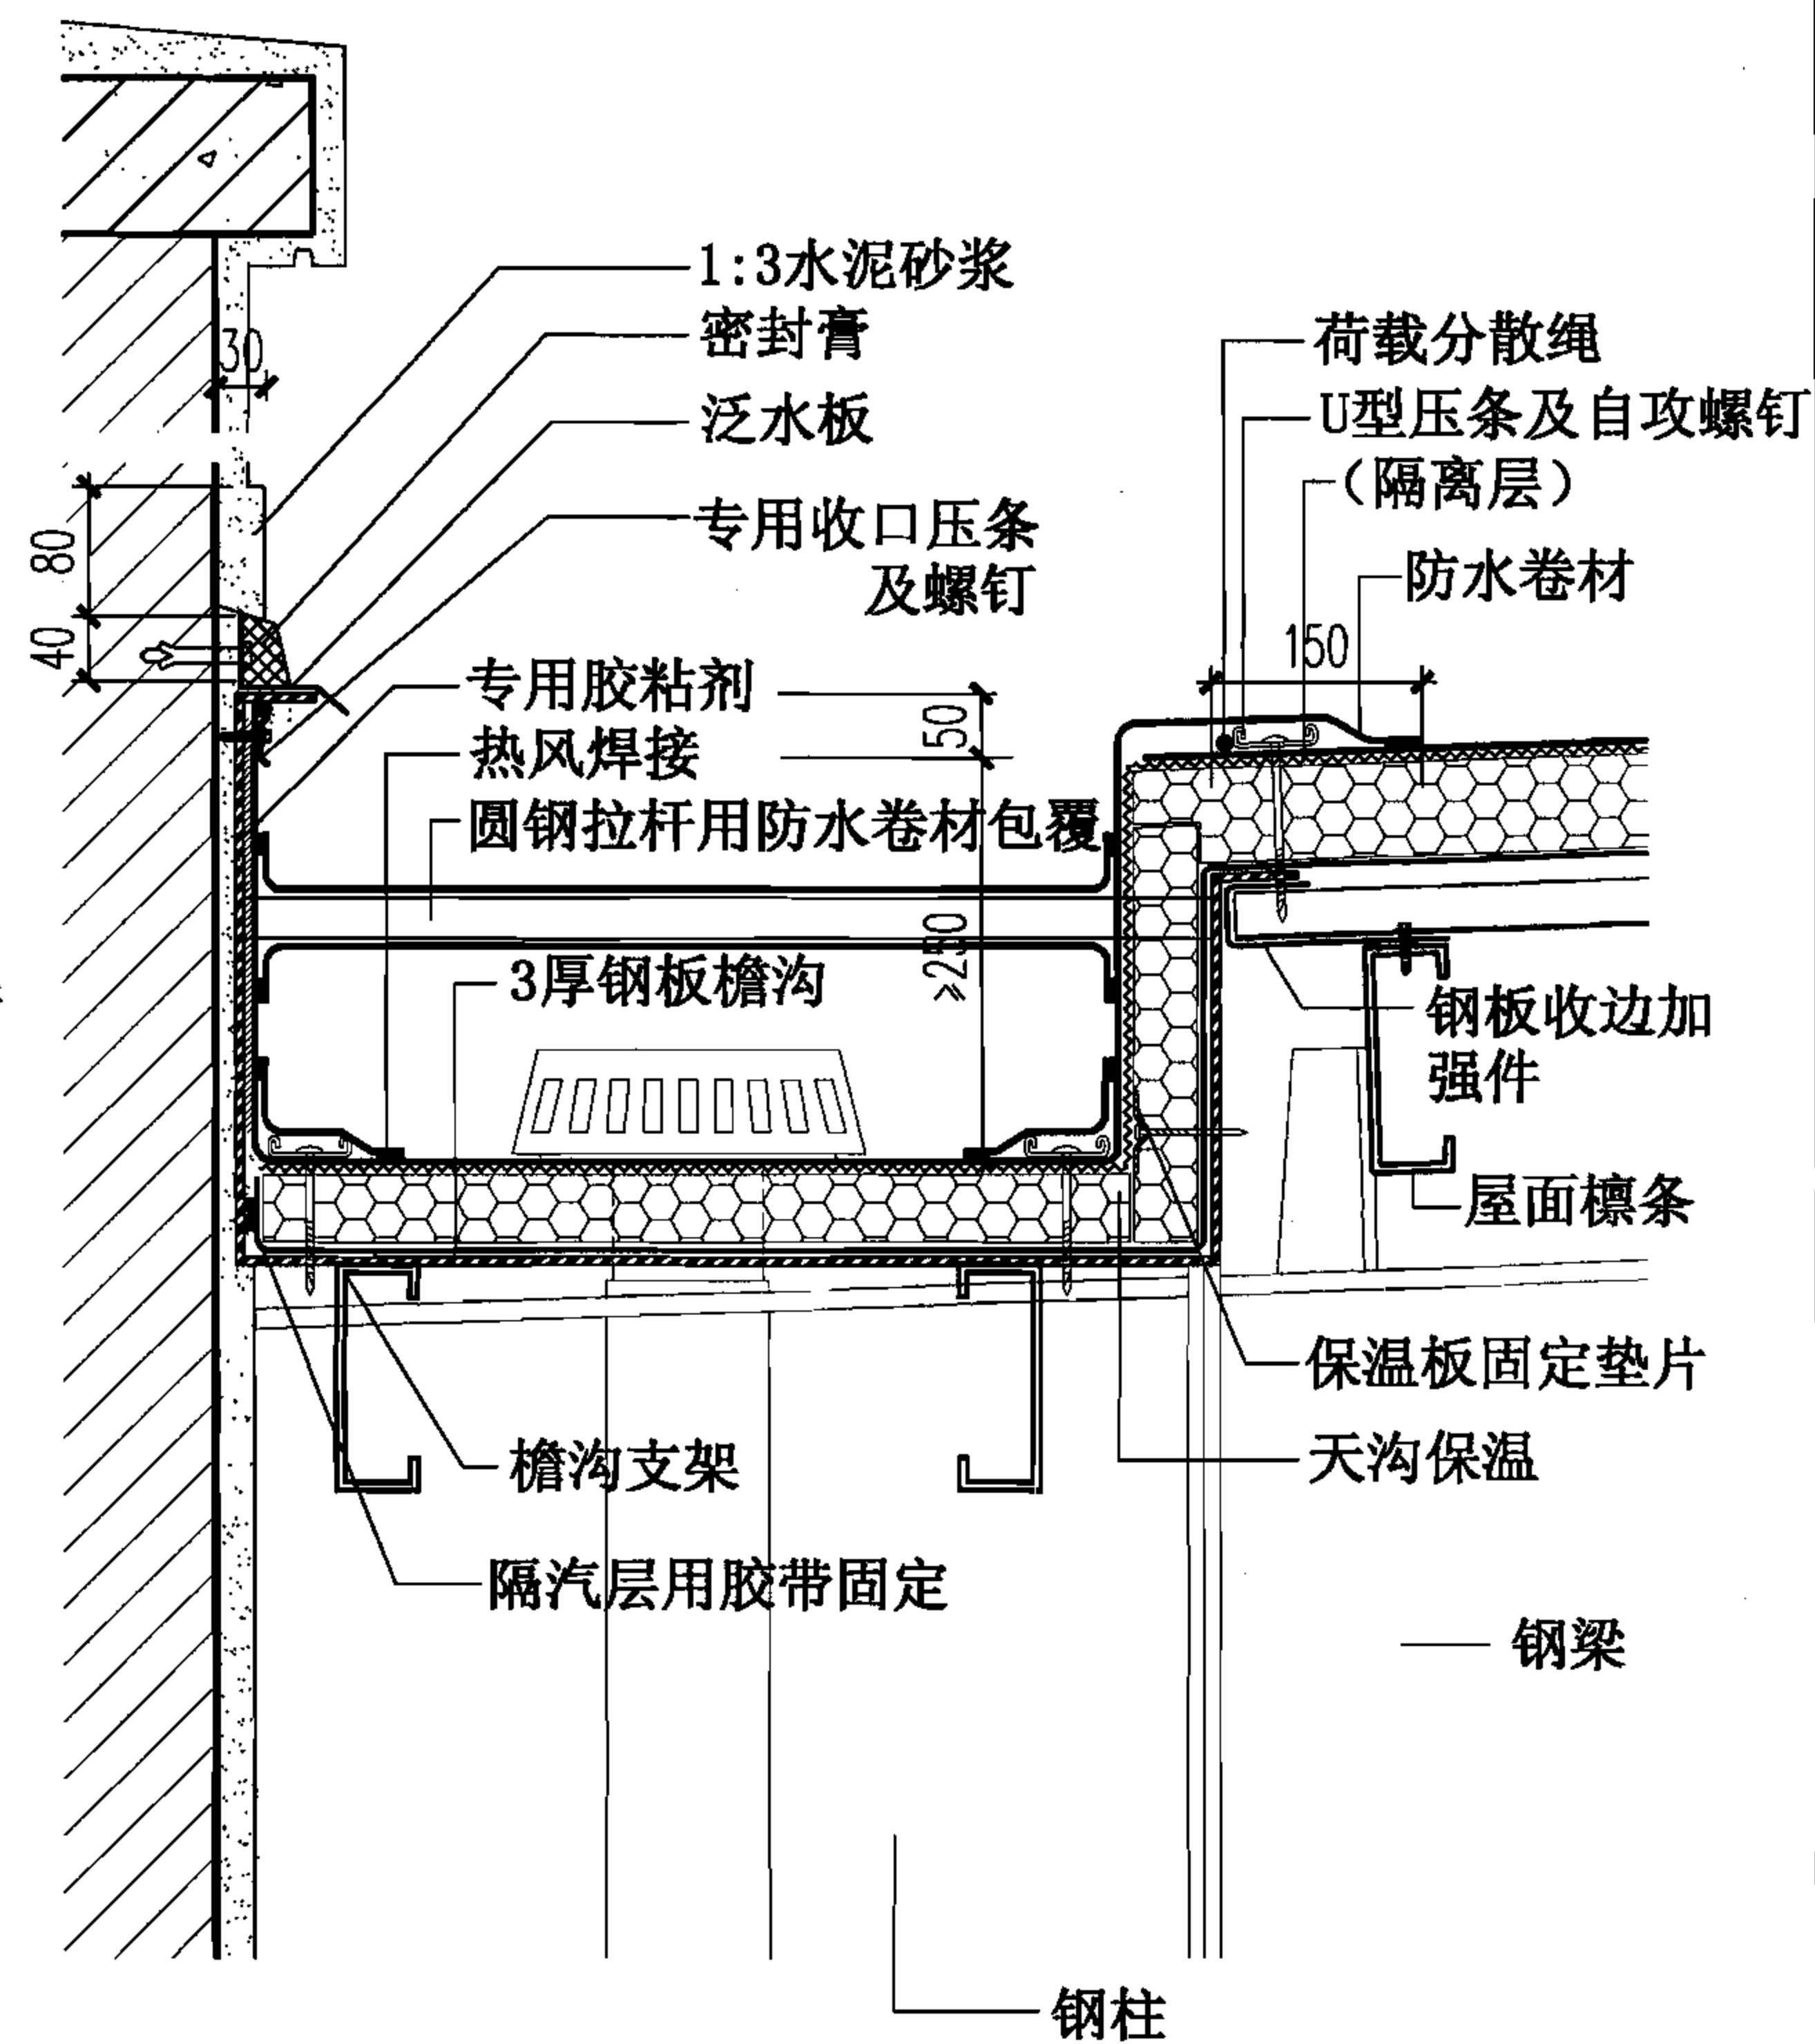 1:3水泥砂浆
密封膏
泛水板
专用收口压条
及螺钉
荷载分散绳
U型压条及自攻螺钉
(隔离层)
防水卷材
30
80
40
150
专用胶粘剂
热风焊接
圆钢拉杆用防水卷材包覆
50
≥250
3厚钢板檐沟
钢板收边加
强件
屋面檩条
保温板固定垫片
天沟保温
檐沟支架
隔汽层用胶带固定
钢梁
钢柱